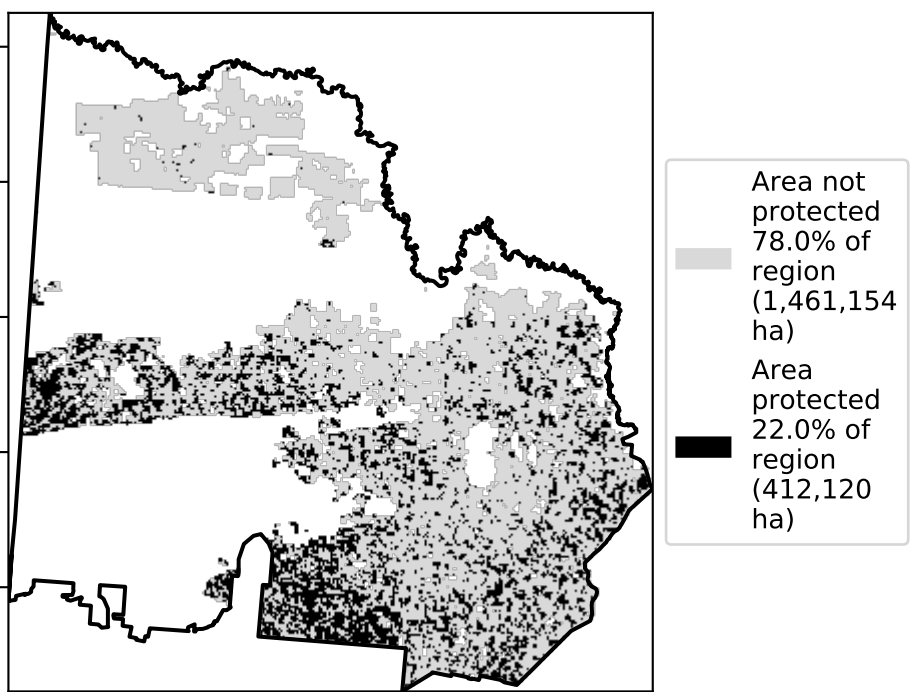 Area not
protected
78.0% of
region
(1,461,154
ha)
Area
protected
22.0% of
region
(412,120
ha)